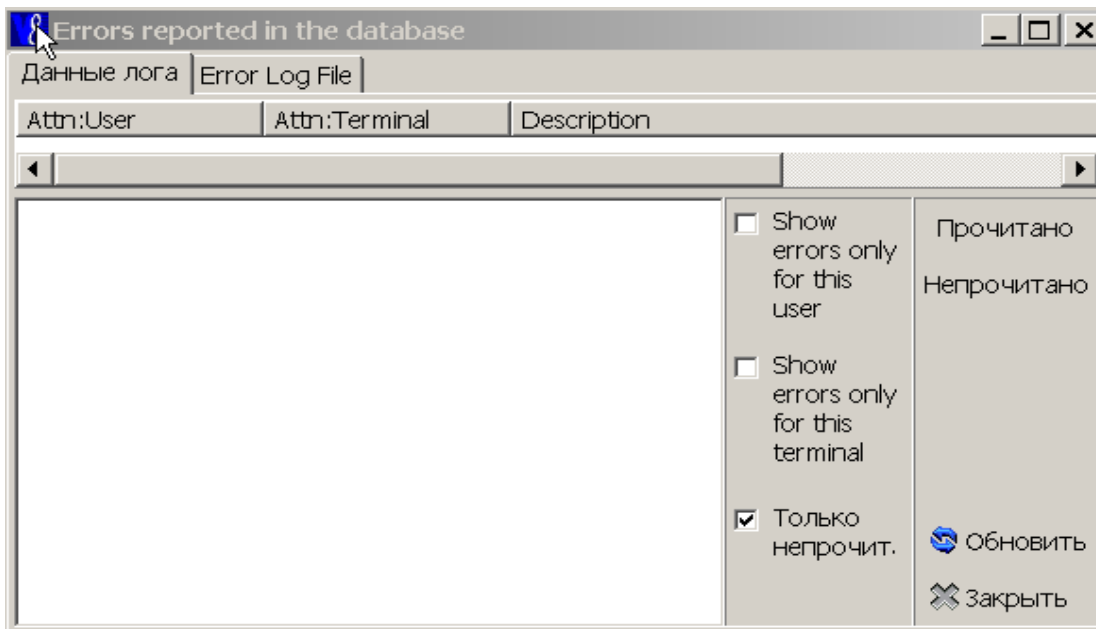 Errors reported in the database
Данные лога Error Log File
Attn:User Attn:Terminal Description
Show
errors only
for this
user
Show
errors only
for this
terminal
Только
непрочит.
Прочитано
Непрочитано
Обновить
Закрыть